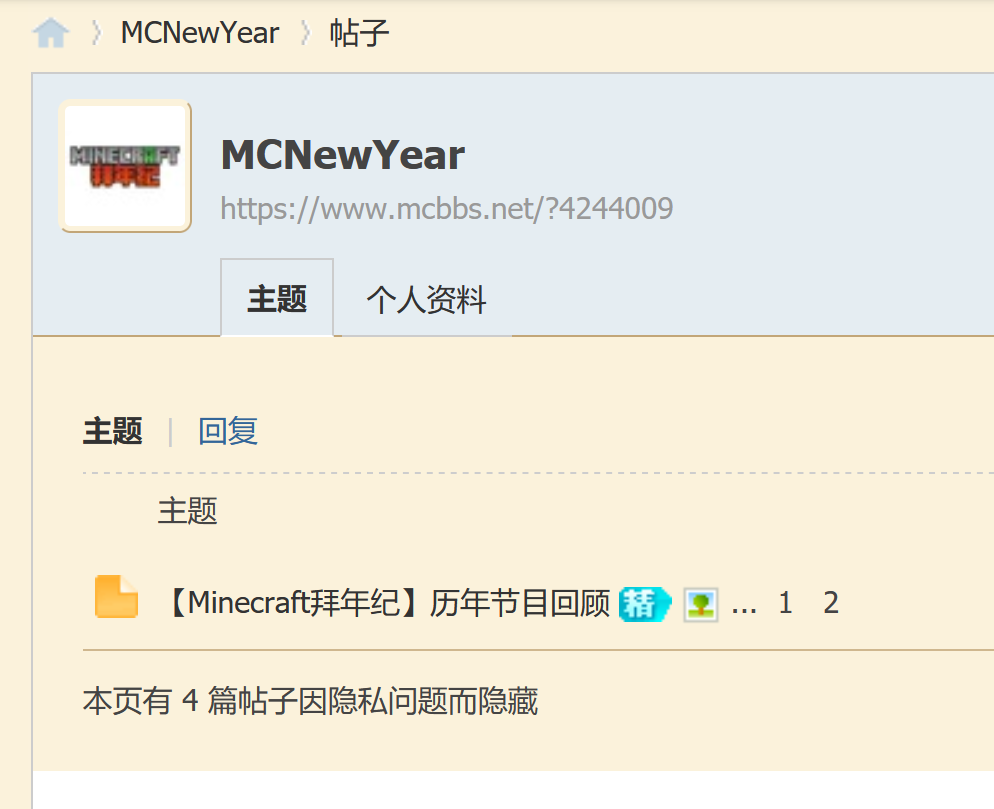 MCNewYear 帖子
MINECRAFT
拜年纪
MCNewYear
https://www.mcbbs.net/?4244009
主题 个人资料
主题 | 回复
主题
【Minecraft拜年纪】历年节目回顾 精 ... 1 2
本页有 4 篇帖子因隐私问题而隐藏